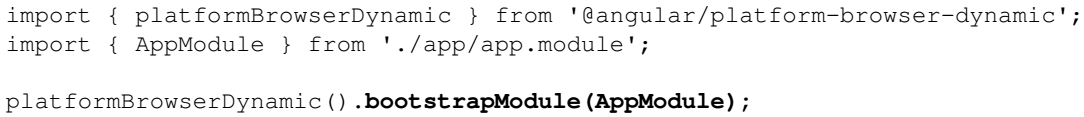 import { platformBrowserDynamic } from '@angular/platform-browser-dynamic';
import { AppModule } from './app/app.module';
platformBrowserDynamic().bootstrapModule(AppModule);